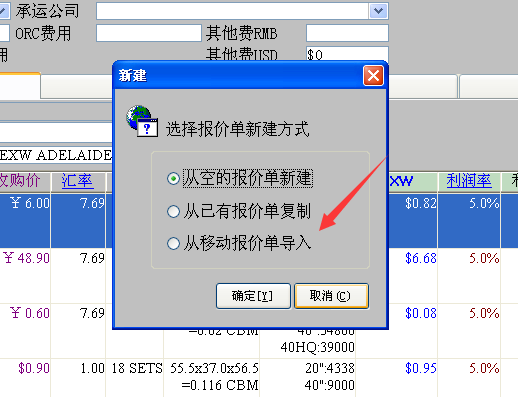 承运公司
ORC费用 其他费RMB
用 其他费USD $0
新建
选择报价单新建方式
EXW ADELAIDE
从空的报价单新建
收购价 汇率 XW 利润率
￥6.00 7.69 $0.82 5.0%
从已有报价单复制
从移动报价单导入
￥48.90 7.69 $6.68 5.0%
确定[Y] 取消(C)
￥0.60 7.69 $0.08 5.0%
=0.02 CBM 40":54800
40HQ:39000
$0.90 1.00 18 SETS 55.5x37.0x56.5 20":4338 $0.95 5.0%
=0.116 CBM 40":9000